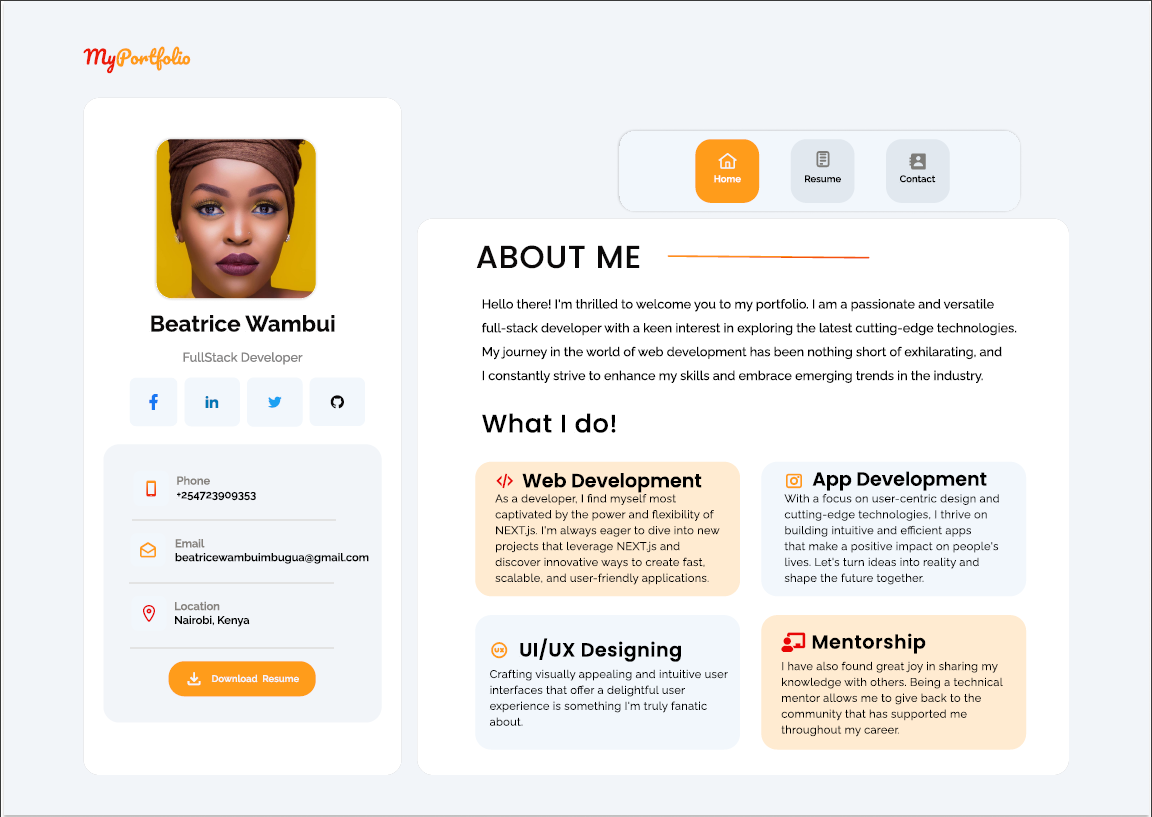 MyPortfolio
Home
Resume
Contact
Beatrice Wambui
FullStack Developer
Phone
+254723909353
Email
beatricewambuimbugua@gmail.com
Location
Nairobi, Kenya
Download Resume
ABOUT ME
Hello there! I'm thrilled to welcome you to my portfolio. I am a passionate and versatile
full-stack developer with a keen interest in exploring the latest cutting-edge technologies.
My journey in the world of web development has been nothing short of exhilarating, and
I constantly strive to enhance my skills and embrace emerging trends in the industry.
What I do!
Web Development
As a developer, I find myself most
captivated by the power and flexibility of
NEXT.js. I'm always eager to dive into new
projects that leverage NEXT.js and
discover innovative ways to create fast,
scalable, and user-friendly applications.
App Development
With a focus on user-centric design and
cutting-edge technologies, I thrive on
building intuitive and efficient apps
that make a positive impact on people's
lives. Let's turn ideas into reality and
shape the future together.
UX
UI/UX Designing
Crafting visually appealing and intuitive user
interfaces that offer a delightful user
experience is something I'm truly fanatic
about.
Mentorship
I have also found great joy in sharing my
knowledge with others. Being a technical
mentor allows me to give back to the
community that has supported me
throughout my career.